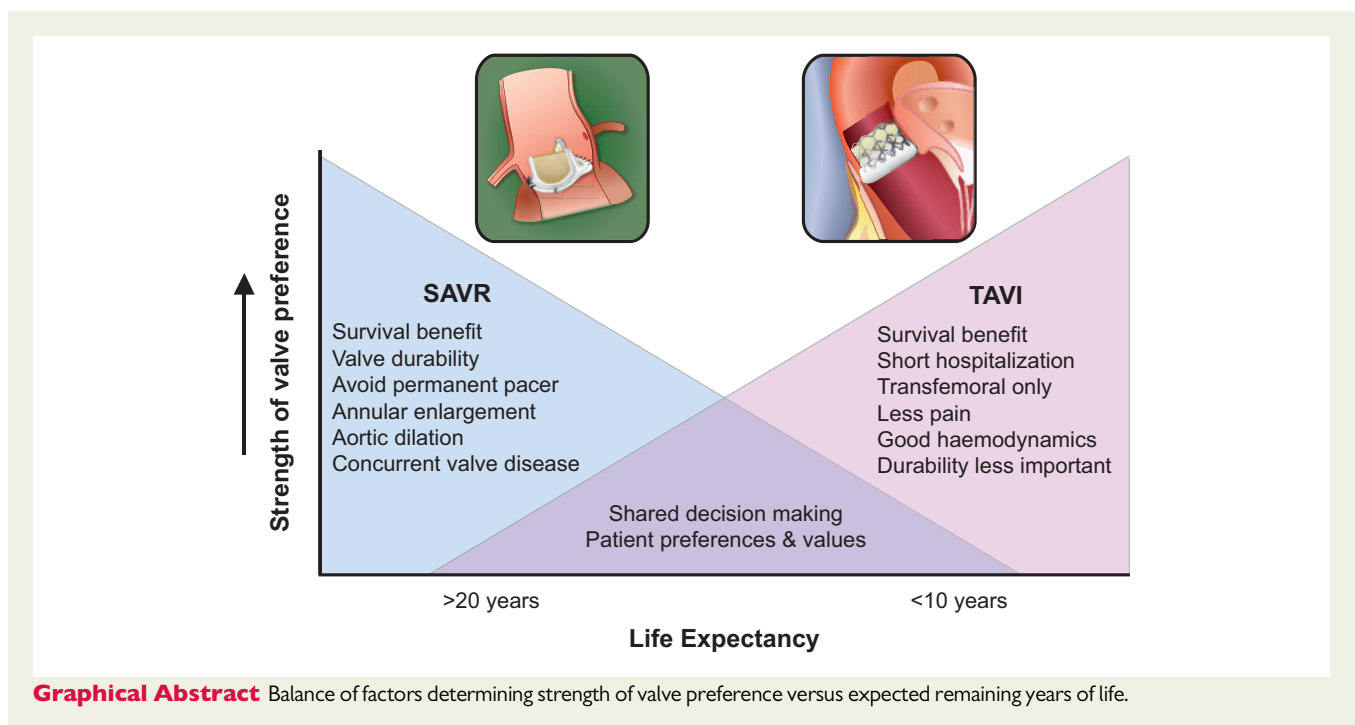 Strength of valve preference
SAVR
Survival benefit
Valve durability
Avoid permanent pacer
Annular enlargement
Aortic dilation
Concurrent valve disease
TAVI
Survival benefit
Short hospitalization
Transfemoral only
Less pain
Good haemodynamics
Durability less important
Shared decision making
Patient preferences & values
>20 years
<10 years
Life Expectancy
Graphical Abstract Balance of factors determining strength of valve preference versus expected remaining years of life.